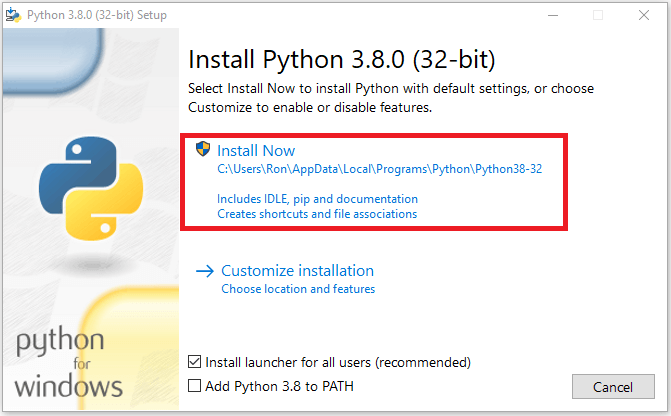 Python 3.8.0 (32-bit) Setup
Install Python 3.8.0 (32-bit)
Select Install Now to install Python with default settings, or choose
Customize to enable or disable features.
Install Now
C:\Users\Ron\AppData\Local\Programs\Python\Python38-32
Includes IDLE, pip and documentation
Creates shortcuts and file associations
Customize installation
Choose location and features
python
for
windows
Install launcher for all users (recommended)
Add Python 3.8 to PATH
Cancel